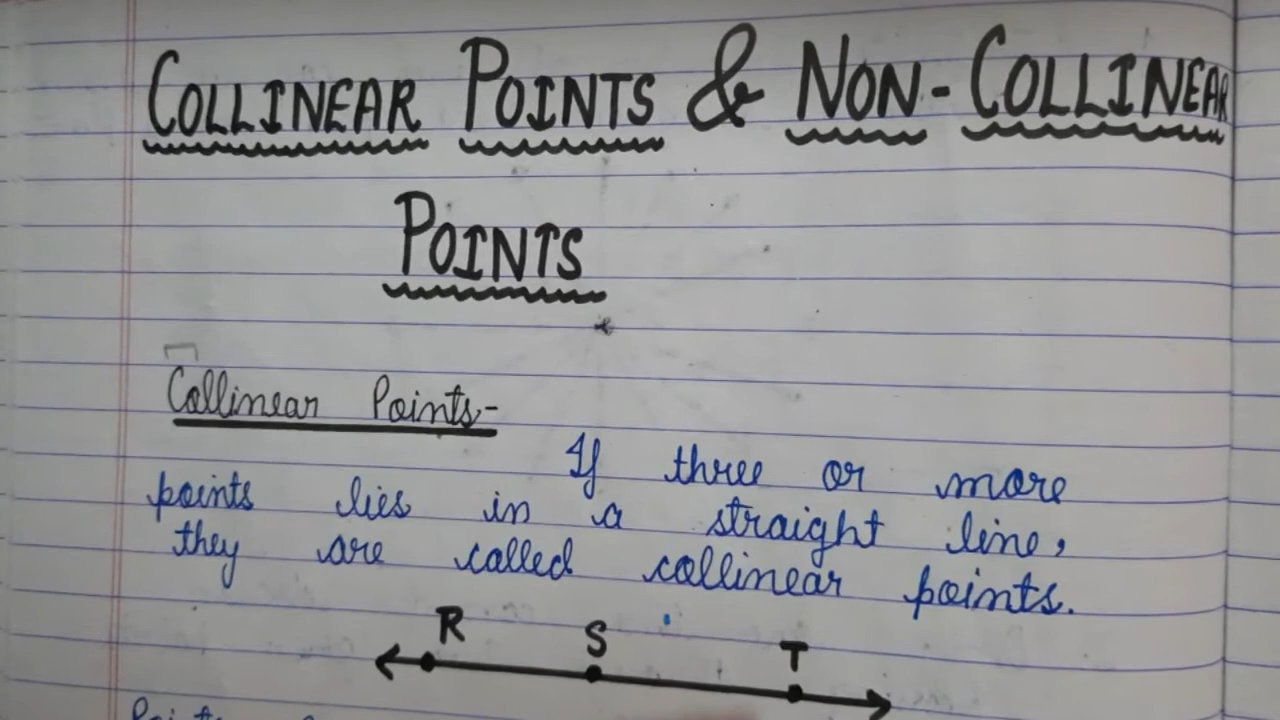 COLLINEAR POINTS & NON-COLLINEAR
POINTS
Collinear Points-
If three or more
points lies in a straight line,
they are called collinear points.
R S T